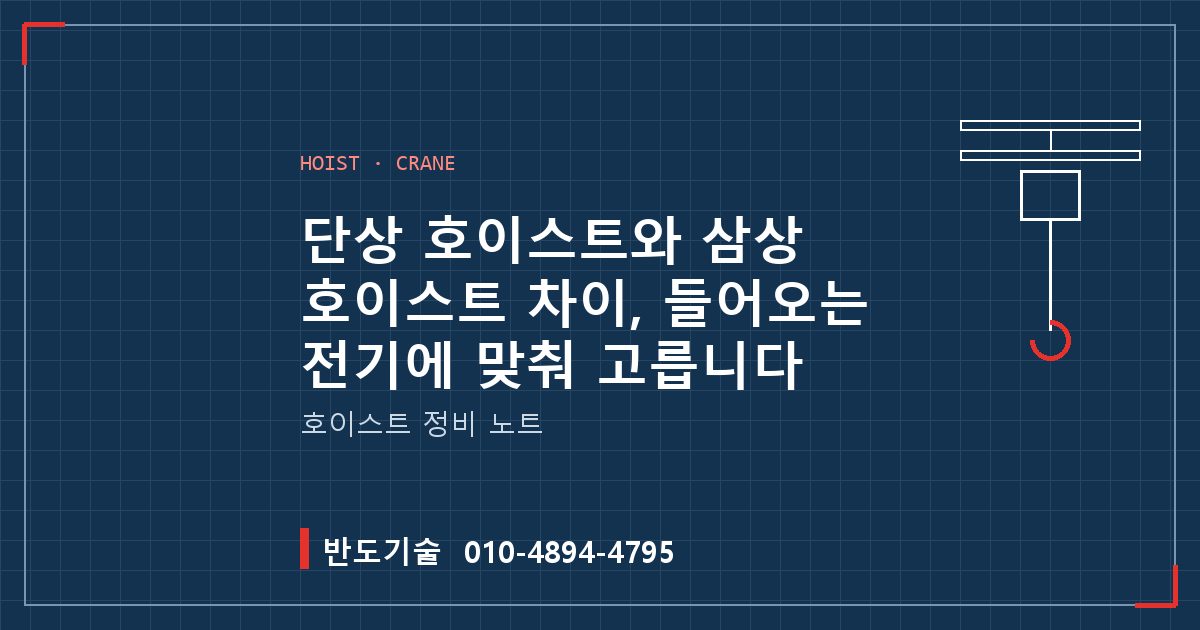 HOIST · CRANE
단상 호이스트와 삼상
호이스트 차이, 들어오는
전기에 맞춰 고릅니다
호이스트 정비 노트
반도기술 010-4894-4795